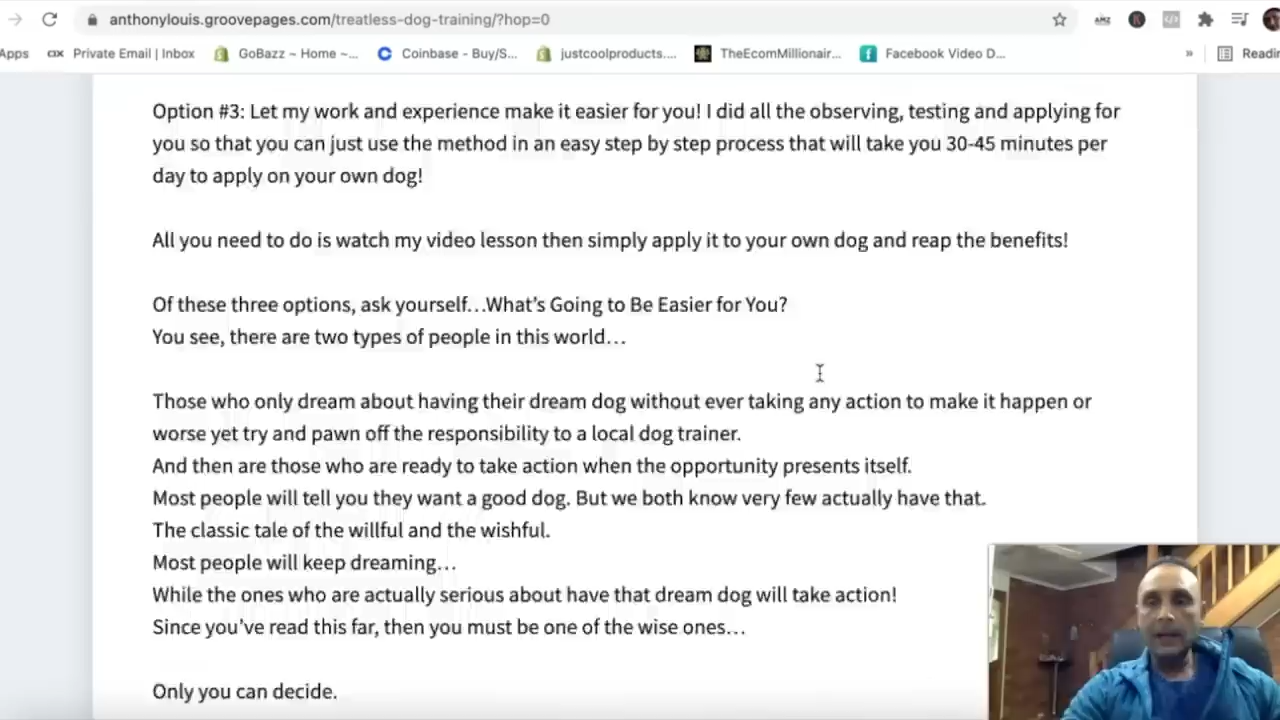 anthonylouis.groovepages.com/treatless-dog-training/?hop=0
Apps Private Email | Inbox GoBazz ~ Home ~... Coinbase - Buy/S... justcoolproducts.... TheEcomMillionair... Facebook Video D... » Readin
Option #3: Let my work and experience make it easier for you! I did all the observing, testing and applying for
you so that you can just use the method in an easy step by step process that will take you 30-45 minutes per
day to apply on your own dog!
All you need to do is watch my video lesson then simply apply it to your own dog and reap the benefits!
Of these three options, ask yourself…What's Going to Be Easier for You?
You see, there are two types of people in this world…
Those who only dream about having their dream dog without ever taking any action to make it happen or
worse yet try and pawn off the responsibility to a local dog trainer.
And then are those who are ready to take action when the opportunity presents itself.
Most people will tell you they want a good dog. But we both know very few actually have that.
The classic tale of the willful and the wishful.
Most people will keep dreaming…
While the ones who are actually serious about have that dream dog will take action!
Since you've read this far, then you must be one of the wise ones…
Only you can decide.